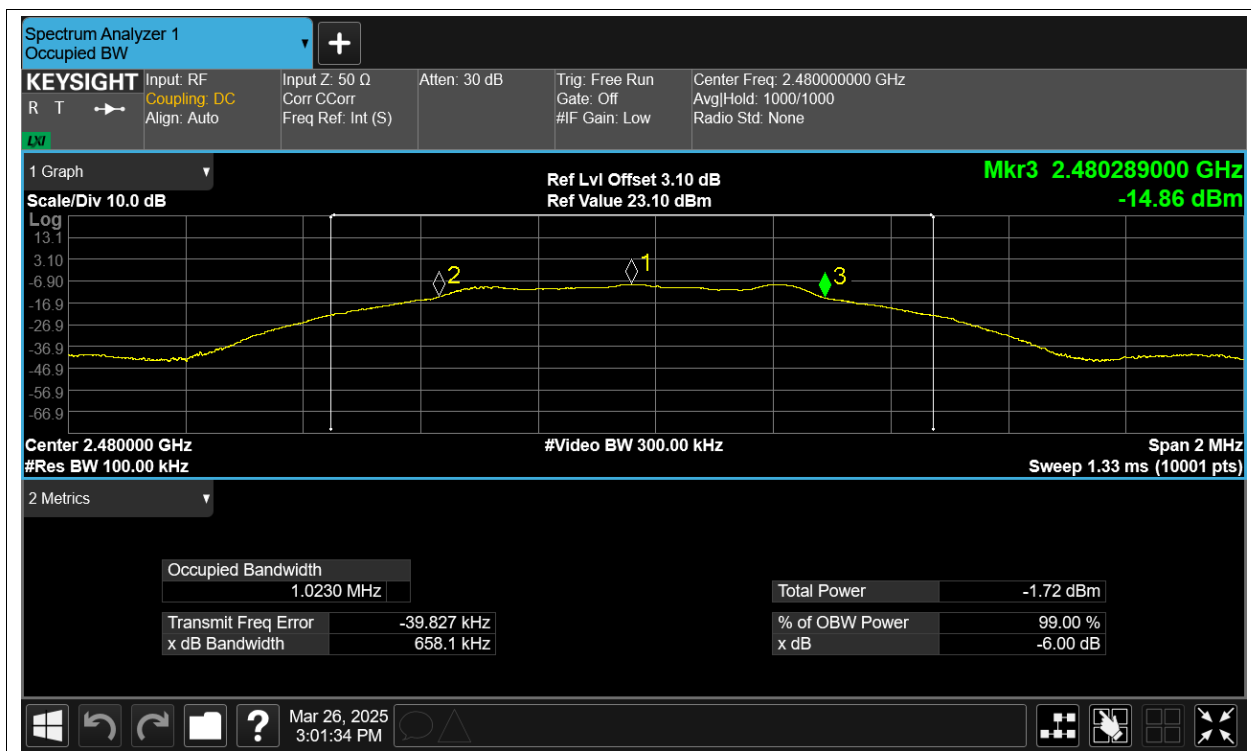 Spectrum Analyzer 1
Occupied BW
+
KEYSIGHT
R T
LXI
Input: RF
Coupling: DC
Align: Auto
Input Z: 50 Ω
Corr CCorr
Freq Ref: Int (S)
Atten: 30 dB
Trig: Free Run
Gate: Off
#IF Gain: Low
Center Freq: 2.480000000 GHz
Avg|Hold: 1000/1000
Radio Std: None
1 Graph
Scale/Div 10.0 dB
Ref Lvl Offset 3.10 dB
Ref Value 23.10 dBm
Mkr3 2.480289000 GHz
-14.86 dBm
Log
13.1
3.10
-6.90
-16.9
-26.9
-36.9
-46.9
-56.9
-66.9
2
1
3
Center 2.480000 GHz
#Video BW 300.00 kHz
Span 2 MHz
#Res BW 100.00 kHz
Sweep 1.33 ms (10001 pts)
2 Metrics
Occupied Bandwidth
1.0230 MHz
Total Power -1.72 dBm
Transmit Freq Error -39.827 kHz
% of OBW Power 99.00 %
x dB Bandwidth 658.1 kHz
x dB -6.00 dB
?
Mar 26, 2025
3:01:34 PM